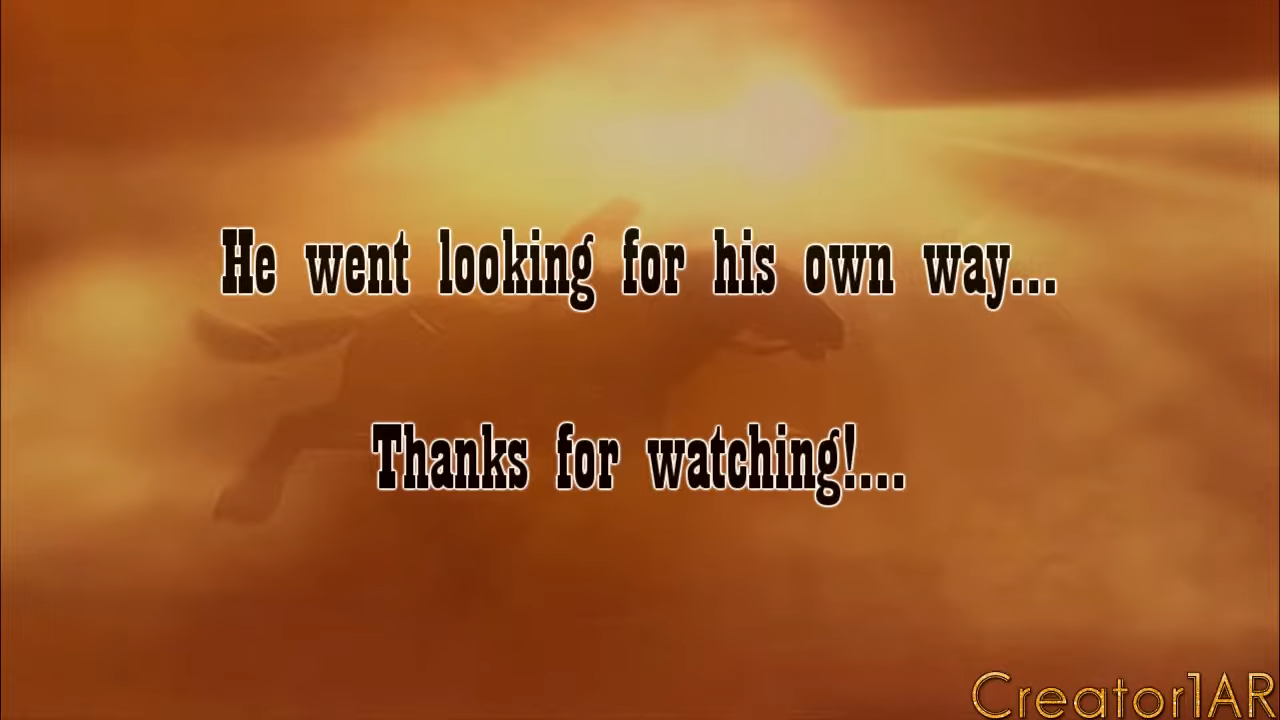 He went looking for his own way...
Thanks for watching!....
Creator1AR